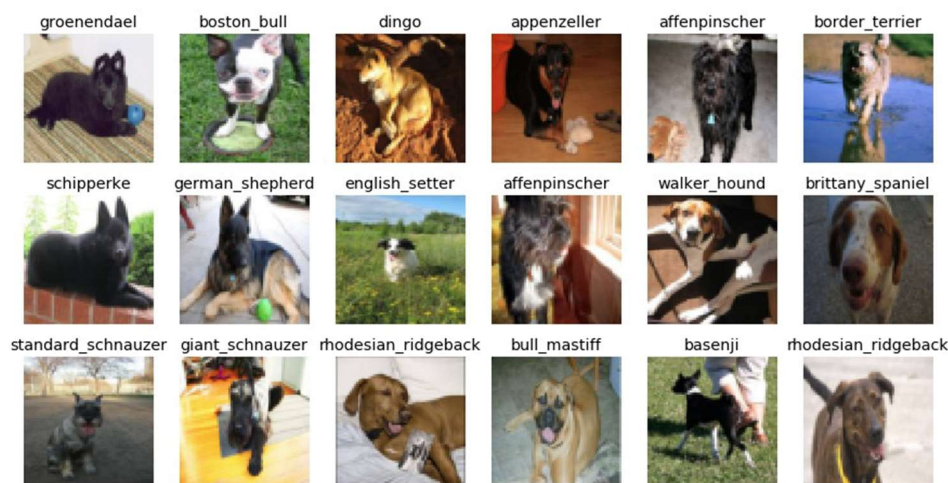 groenendael boston_bull dingo appenzeller affenpinscher border_terrier
schipperke german_shepherd english_setter affenpinscher walker_hound brittany_spaniel
standard_schnauzer giant_schnauzer rhodesian_ridgeback bull_mastiff basenji rhodesian_ridgeback